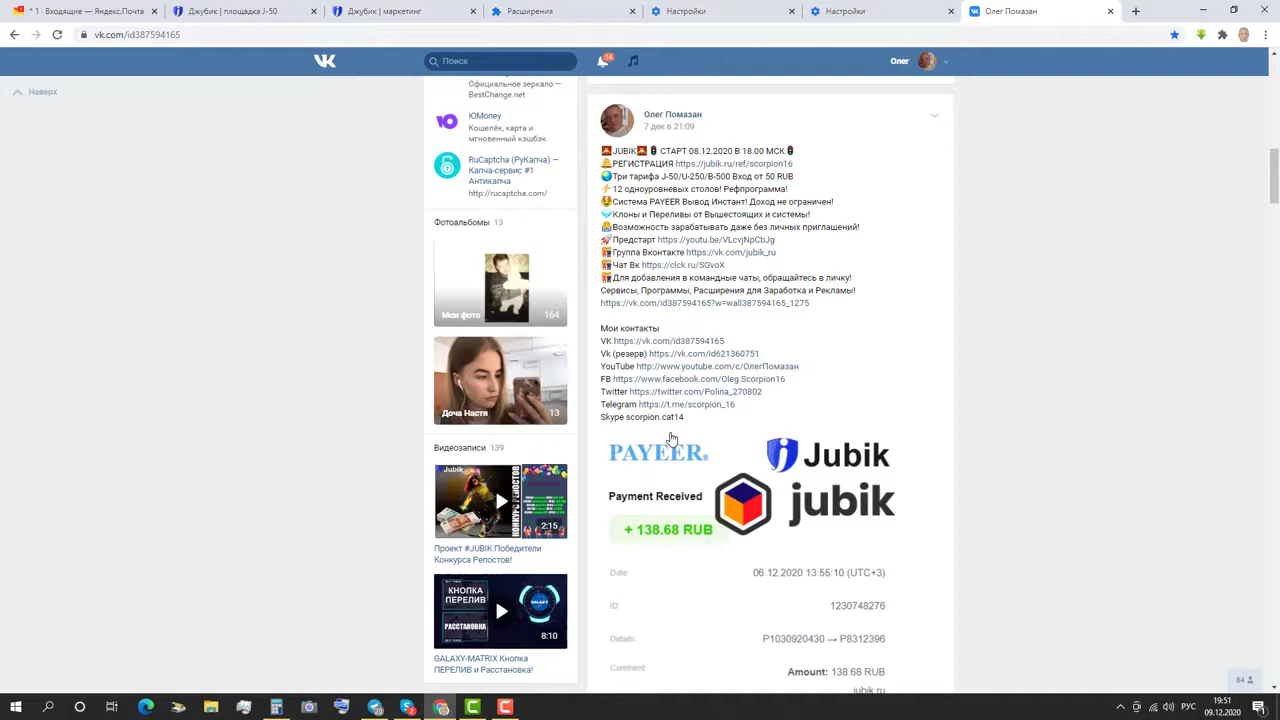 * 1 · Входящие — Яндекс.Почта
Джубик | площадка J-50
Джубик | маркетинг
Расширения
Настройки
Настройки
Олег Помазан
vk.com/id387594165
Поиск
14
Олег
Наверх
Официальное зеркало —
BestChange.net
ЮMoney
Кошелёк, карта и
мгновенный кэшбэк
RuCaptcha (РуКапча) —
Капча-сервис #1
Антикапча
http://rucaptcha.com/
Фотоальбомы 13
Мои фото 164
Доча Настя 13
Видеозаписи 139
Jubik
КОНКУРС РЕПОСТОВ
2:15
Проект #JUBIK Победители
Конкурса Репостов!
КНОПКА
ПЕРЕЛИВ
РАССТАНОВКА
GALAXY
8:10
GALAXY-MATRIX Кнопка
ПЕРЕЛИВ и Расстановка!
Олег Помазан
7 дек в 21:09
JUBIK СТАРТ 08.12.2020 В 18.00 МСК
РЕГИСТРАЦИЯ https://jubik.ru/ref/scorpion16
Три тарифа J-50/U-250/B-500 Вход от 50 RUB
12 одноуровневых столов! Рефпрограмма!
Система PAYEER Вывод Инстант! Доход не ограничен!
Клоны и Переливы от Вышестоящих и системы!
Возможность зарабатывать даже без личных приглашений!
Предстарт https://youtu.be/VLcvjNpCbJg
Группа Вконтакте https://vk.com/jubik_ru
Чат Вк https://clck.ru/SGvoX
Для добавления в командные чаты, обращайтесь в личку!
Сервисы, Программы, Расширения для Заработка и Рекламы!
https://vk.com/id387594165?w=wall387594165_1275
Мои контакты
VK https://vk.com/id387594165
Vk (резерв) https://vk.com/id621360751
YouTube http://www.youtube.com/c/ОлегПомазан
FB https://www.facebook.com/Oleg.Scorpion16
Twitter https://twitter.com/Polina_270802
Telegram https://t.me/scorpion_16
Skype scorpion.cat14
PAYEER®
Jubik
Payment Received
jubik
+ 138.68 RUB
Date: 06.12.2020 13:55:10 (UTC+3)
ID: 1230748276
Details: P1030920430 → P8312396
Comment: Amount: 138.68 RUB
jubik.ru
84
РУС
19:51
09.12.2020